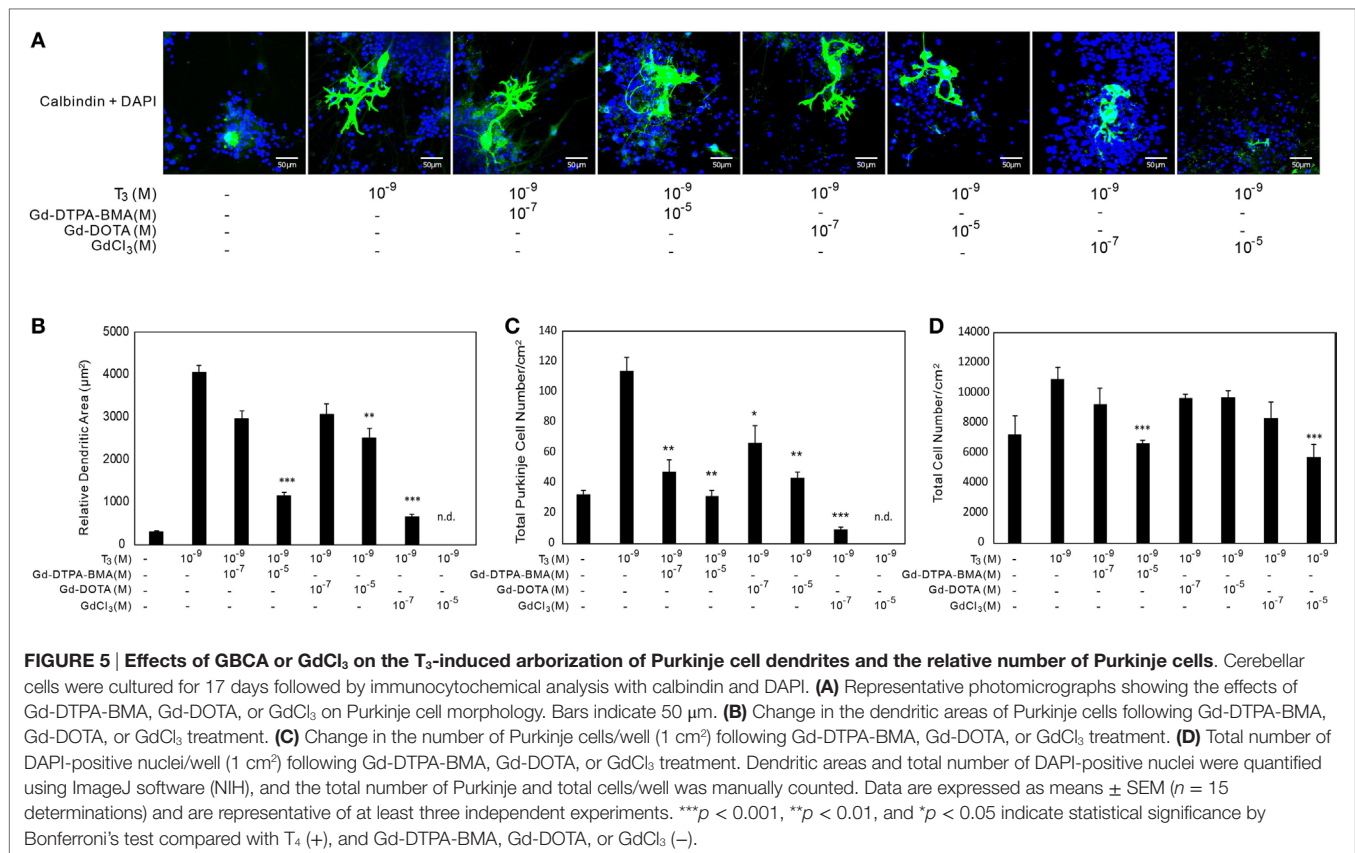 A
Calbindin + DAPI
50µm 50µm 50µm 50µm 50µm 50µm 50µm 50µm
T3 (M) - 10-9 10-9 10-9 10-9 10-9 10-9 10-9
Gd-DTPA-BMA(M) - - 10-7 10-5 - - - -
Gd-DOTA (M) - - - - 10-7 10-5 - -
GdCl3(M) - - - - - - 10-7 10-5
B
Relative Dendritic Area (µm2)
5000
4000
3000
2000
1000
0
*** ** *** n.d.
T3(M) - 10-9 10-9 10-9 10-9 10-9 10-9 10-9
Gd-DTPA-BMA(M) - - 10-7 10-5 - - - -
Gd-DOTA(M) - - - - 10-7 10-5 - -
GdCl3(M) - - - - - - 10-7 10-5
C
Total Purkinje Cell Number/cm2
140
120
100
80
60
40
20
0
** ** * ** *** n.d.
T3(M) - 10-9 10-9 10-9 10-9 10-9 10-9 10-9
Gd-DTPA-BMA(M) - - 10-7 10-5 - - - -
Gd-DOTA(M) - - - - 10-7 10-5 - -
GdCl3(M) - - - - - - 10-7 10-5
D
Total Cell Number/cm2
14000
12000
10000
8000
6000
4000
2000
0
*** ***
T3(M) - 10-9 10-9 10-9 10-9 10-9 10-9 10-9
Gd-DTPA-BMA(M) - - 10-7 10-5 - - - -
Gd-DOTA(M) - - - - 10-7 10-5 - -
GdCl3(M) - - - - - - 10-7 10-5
FIGURE 5 | Effects of GBCA or GdCl3 on the T3-induced arborization of Purkinje cell dendrites and the relative number of Purkinje cells. Cerebellar
cells were cultured for 17 days followed by immunocytochemical analysis with calbindin and DAPI. (A) Representative photomicrographs showing the effects of
Gd-DTPA-BMA, Gd-DOTA, or GdCl3 on Purkinje cell morphology. Bars indicate 50 μm. (B) Change in the dendritic areas of Purkinje cells following Gd-DTPA-BMA,
Gd-DOTA, or GdCl3 treatment. (C) Change in the number of Purkinje cells/well (1 cm2) following Gd-DTPA-BMA, Gd-DOTA, or GdCl3 treatment. (D) Total number of
DAPI-positive nuclei/well (1 cm2) following Gd-DTPA-BMA, Gd-DOTA, or GdCl3 treatment. Dendritic areas and total number of DAPI-positive nuclei were quantified
using ImageJ software (NIH), and the total number of Purkinje and total cells/well was manually counted. Data are expressed as means ± SEM (n = 15
determinations) and are representative of at least three independent experiments. ***p < 0.001, **p < 0.01, and *p < 0.05 indicate statistical significance by
Bonferroni's test compared with T4 (+), and Gd-DTPA-BMA, Gd-DOTA, or GdCl3 (−).